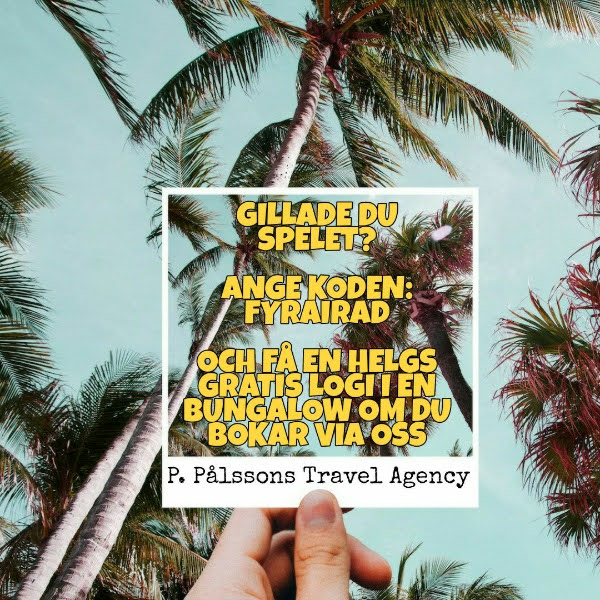 GILLADE DU
SPELET?
ANGE KODEN:
FYRAIRAD
OCH FÅ EN HELGS
GRATIS LOGI I EN
BUNGALOW OM DU
BOKAR VIA OSS
P. Pålssons Travel Agency